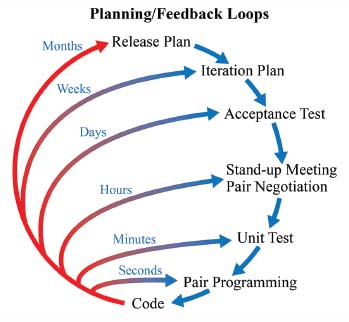 Planning/Feedback Loops
Months
Release Plan
Weeks
Iteration Plan
Days
Acceptance Test
Hours
Stand-up Meeting
Pair Negotiation
Minutes
Unit Test
Seconds
Pair Programming
Code